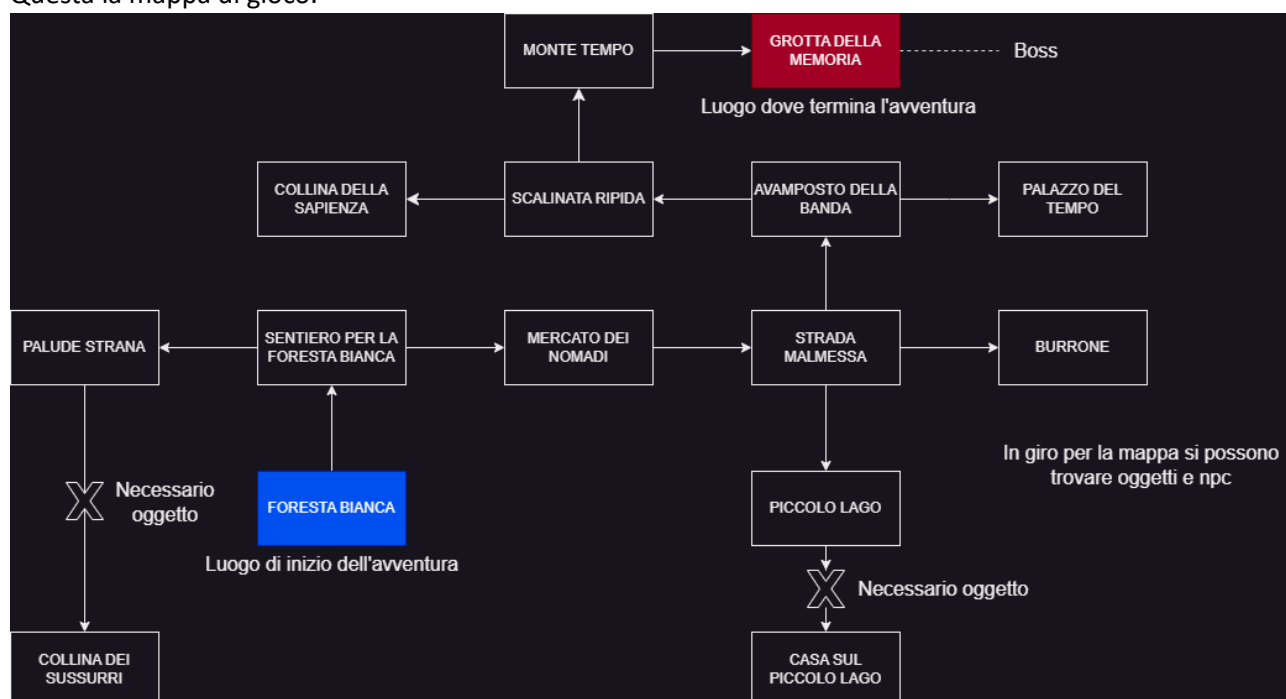 Questa la mappa di gioco:
MONTE TEMPO
GROTTA DELLA
MEMORIA
Boss
Luogo dove termina l'avventura
COLLINA DELLA
SAPIENZA
SCALINATA RIPIDA
AVAMPOSTO DELLA
BANDA
PALAZZO DEL
TEMPO
PALUDE STRANA
SENTIERO PER LA
FORESTA BIANCA
MERCATO DEI
NOMADI
STRADA
MALMESSA
BURRONE
In giro per la mappa si possono
trovare oggetti e npc
Necessario
oggetto
FORESTA BIANCA
PICCOLO LAGO
Luogo di inizio dell'avventura
Necessario oggetto
COLLINA DEI
SUSSURRI
CASA SUL
PICCOLO LAGO